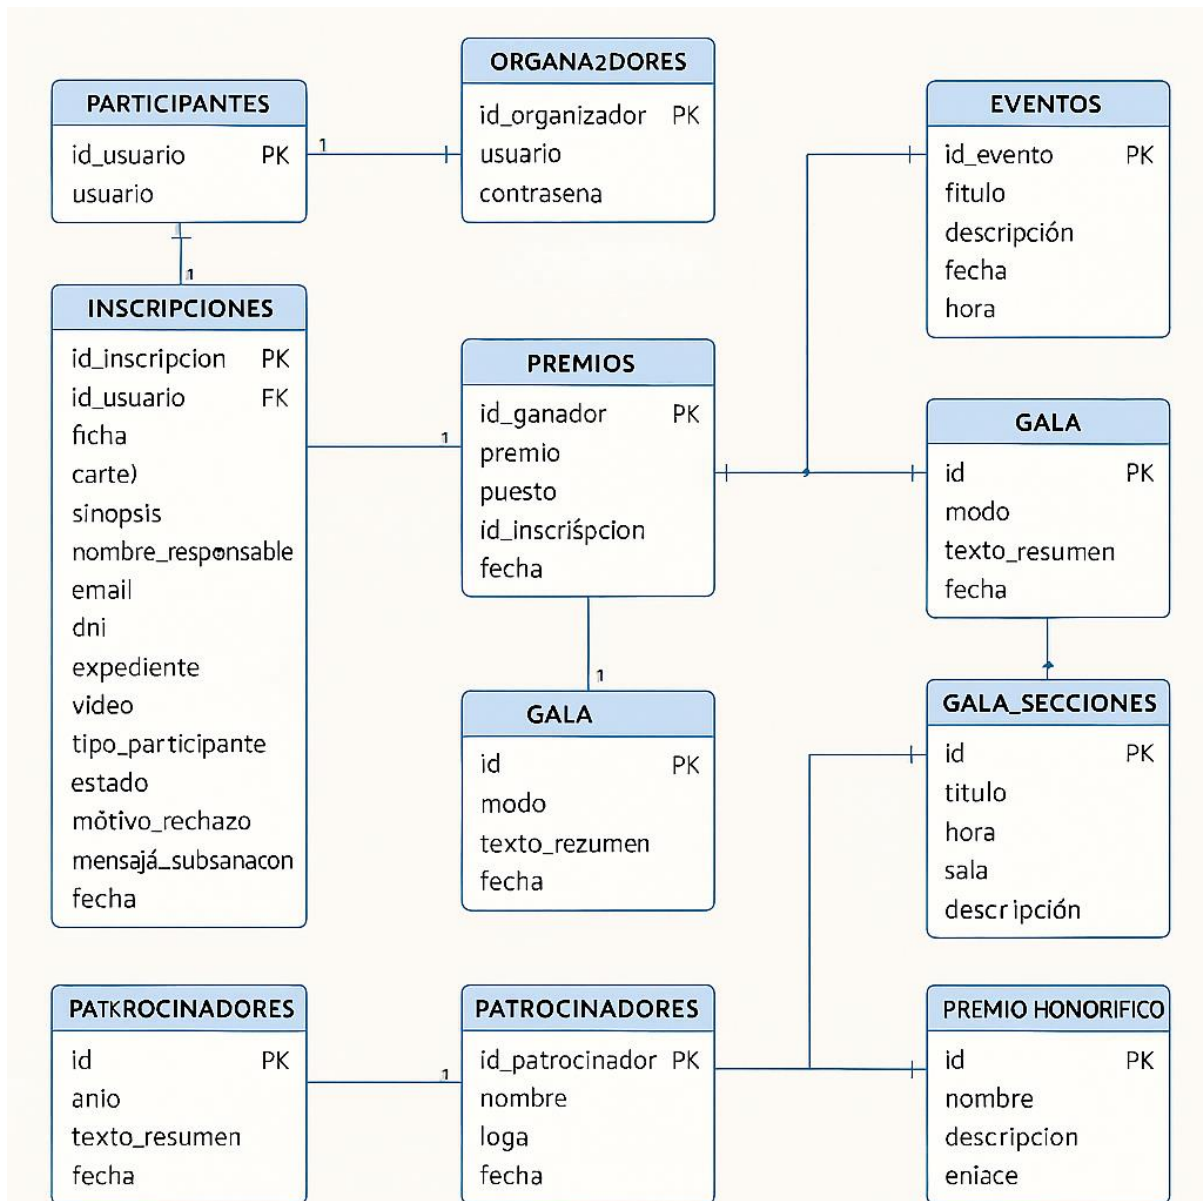 PARTICIPANTES
id_usuario PK
usuario
1
1
ORGANA2DORES
id_organizador PK
usuario
contrasena
EVENTOS
id_evento PK
fitulo
descripción
fecha
hora
INSCRIPCIONES
id_inscripcion PK
id_usuario FK
ficha
carte)
sinopsis
nombre_responsable
email
dni
expediente
video
tipo_participante
estado
mõtivo_rechazo
mensajá_subsanacon
fecha
1
PREMIOS
id_ganador PK
premio
puesto
id_inscriśpcion
fecha
1
GALA
id PK
modo
texto_resumen
fecha
GALA
id PK
modo
texto_rezumen
fecha
GALA_SECCIONES
id PK
titulo
hora
sala
descripción
PATKROCINADORES
id PK
anio
texto_resumen
fecha
1
PATROCINADORES
id_patrocinador PK
nombre
loga
fecha
PREMIO HONORIFICO
id PK
nombre
descripcion
eniace